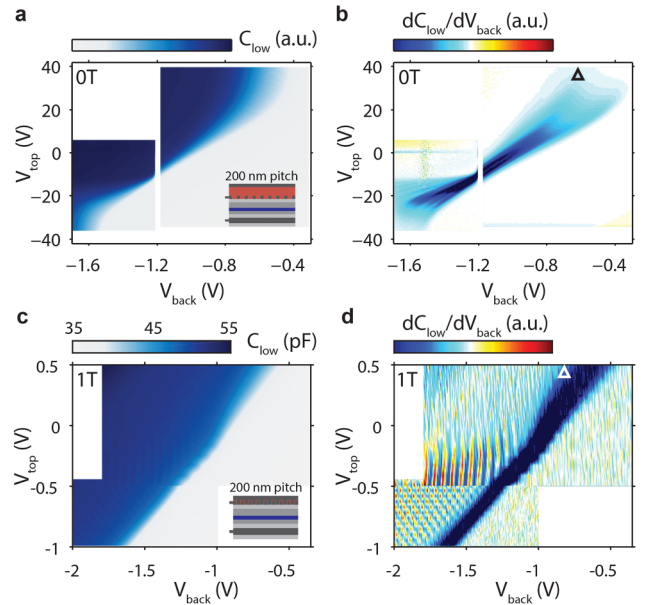 a
C_low (a.u.)
0T
V_top (V)
40
20
0
−20
−40
200 nm pitch
−1.6
−1.2
−0.8
−0.4
V_back (V)
b
dC_low/dV_back (a.u.)
0T
V_top (V)
40
20
0
−20
−40
−1.6
−1.2
−0.8
−0.4
V_back (V)
c
35
45
55
C_low (pF)
1T
V_top (V)
0.5
0
-0.5
-1
200 nm pitch
-2
-1.5
-1
-0.5
V_back (V)
d
dC_low/dV_back (a.u.)
1T
V_top (V)
0.5
0
-0.5
-1
-2
-1.5
-1
-0.5
V_back (V)